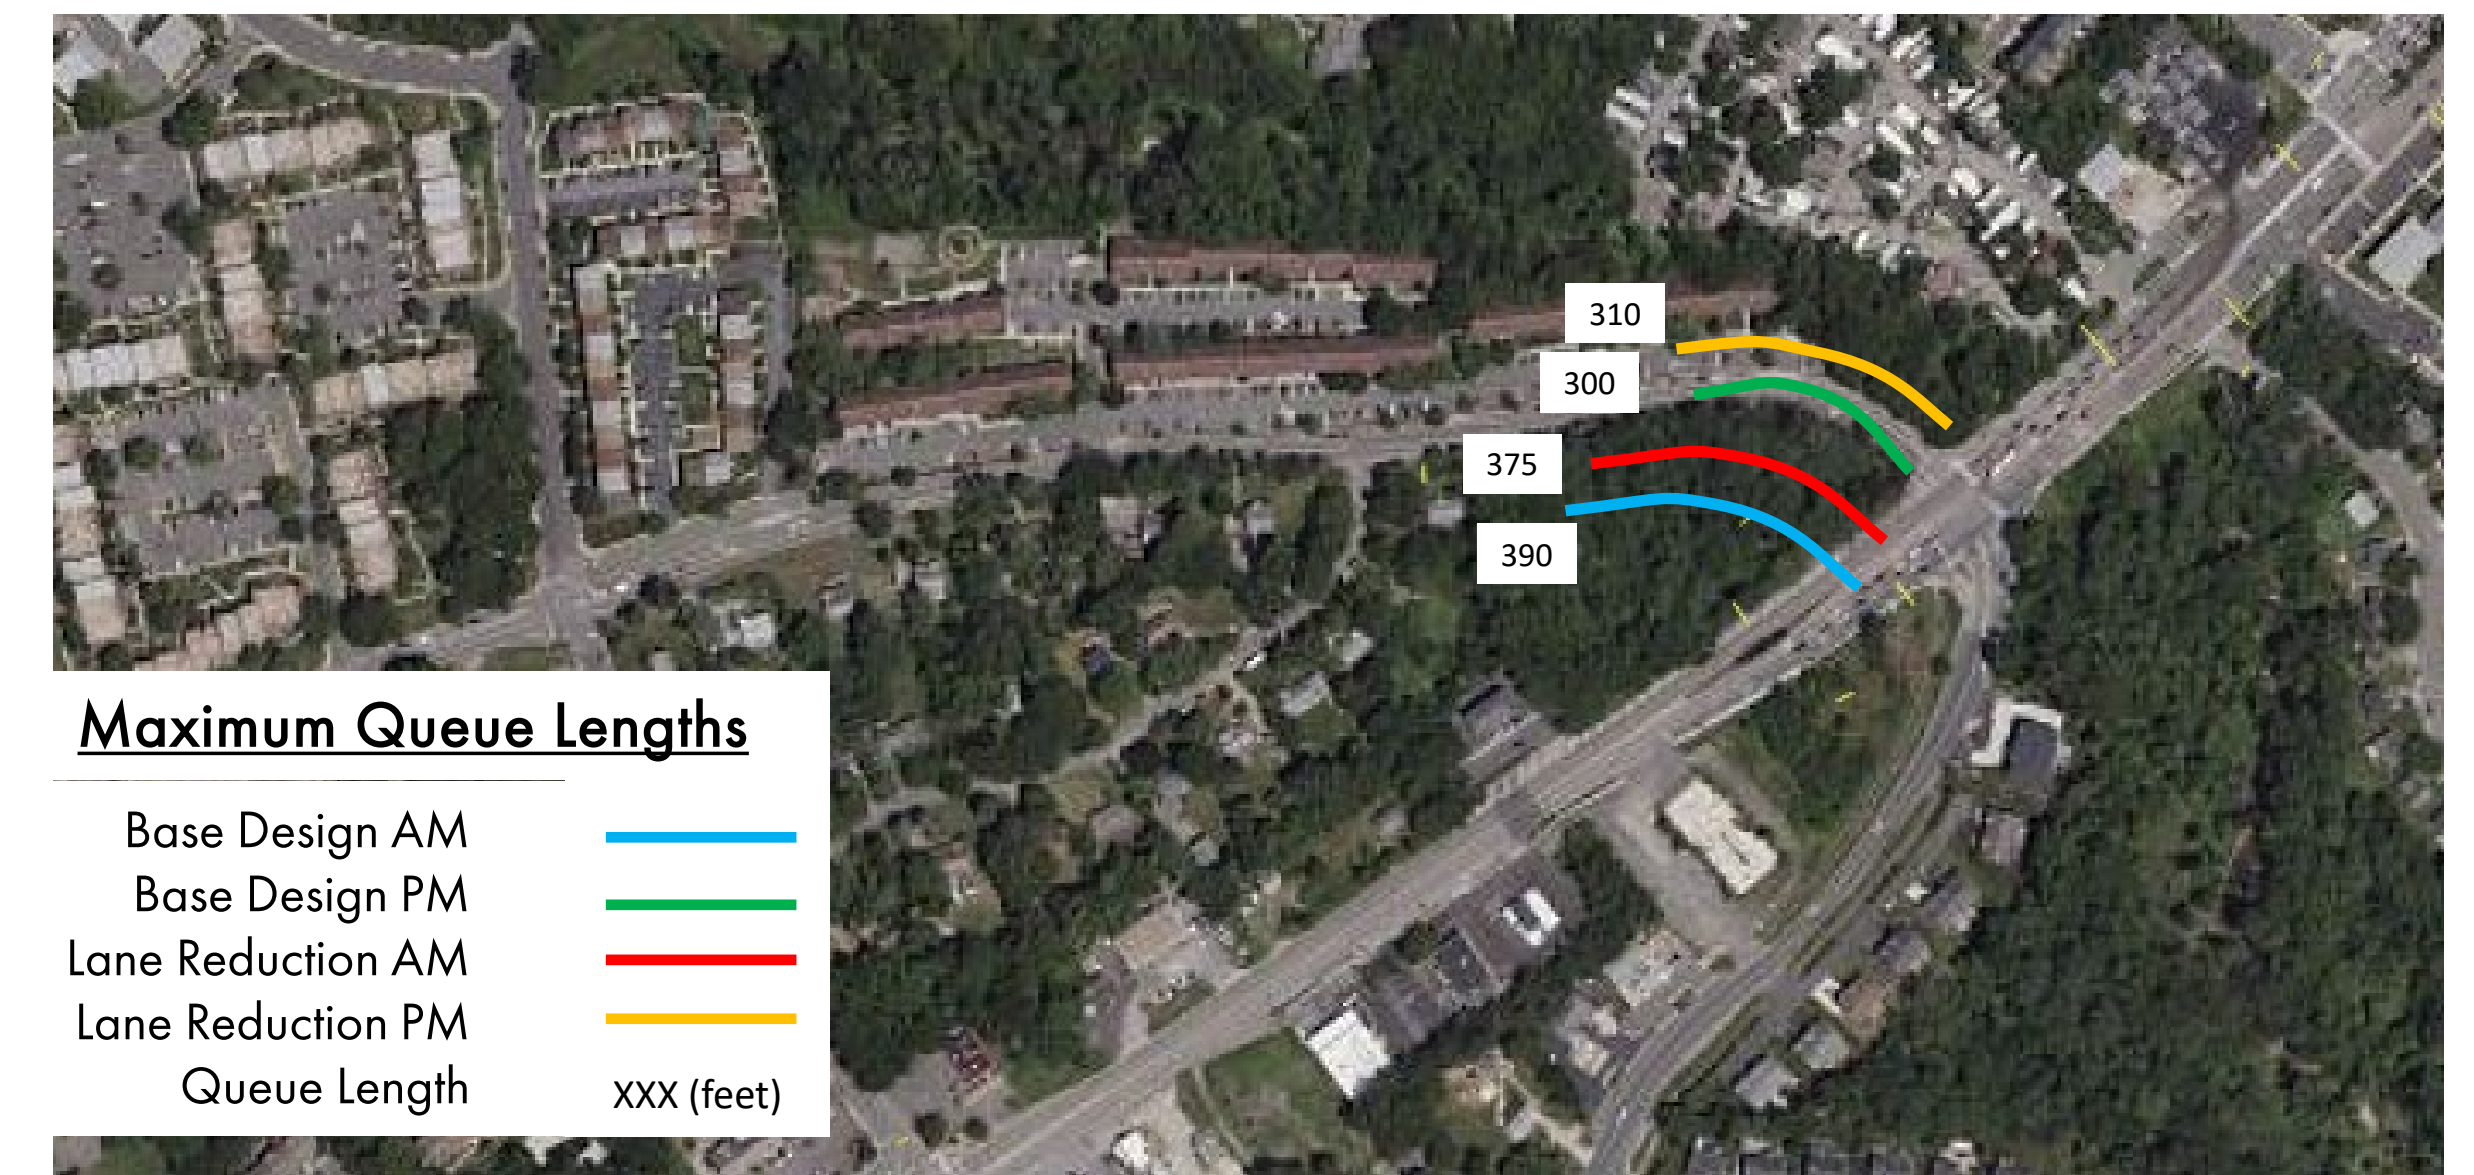 310
300
375
390
Maximum Queue Lengths
Base Design AM
Base Design PM
Lane Reduction AM
Lane Reduction PM
Queue Length XXX (feet)